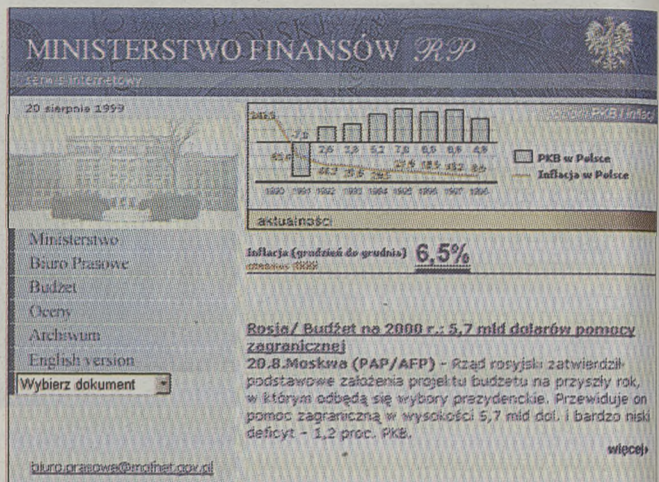 MINISTERSTWO FINANSÓW RP
serwis internetowy
20 sierpnia 1999
PKB w Polsce
Inflacja w Polsce
1990 1991 1992 1993 1994 1995 1996 1997 1998
aktualności
Ministerstwo
Biuro Prasowe
Budżet
Oceny
Archiwum
English version
Wybierz dokument
biuro.prasowe@mofnet.gov.pl
Inflacja (grudzień do grudnia) 6,5%
Rosja/ Budżet na 2000 r.: 5,7 mld dolarów pomocy
zagranicznej
20.8.Moskwa (PAP/AFP) - Rząd rosyjski zatwierdził
podstawowe założenia projektu budżetu na przyszły rok,
w którym odbędą się wybory prezydenckie. Przewiduje on
pomoc zagraniczną w wysokości 5,7 mld dol. i bardzo niski
deficyt - 1,2 proc. PKB.
więcej›